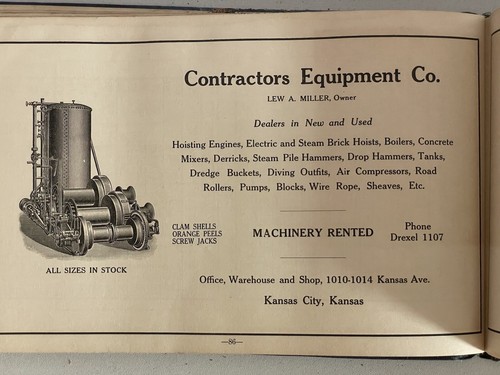 Contractors Equipment Co.
LEW A. MILLER, Owner
Dealers in New and Used
Hoisting Engines, Electric and Steam Brick Hoists, Boilers, Concrete
Mixers, Derricks, Steam Pile Hammers, Drop Hammers, Tanks,
Dredge Buckets, Diving Outfits, Air Compressors, Road
Rollers, Pumps, Blocks, Wire Rope, Sheaves, Etc.
CLAM SHELLS
ORANGE PEELS
SCREW JACKS
MACHINERY RENTED
Phone
Drexel 1107
ALL SIZES IN STOCK
Office, Warehouse and Shop, 1010-1014 Kansas Ave.
Kansas City, Kansas
—86—